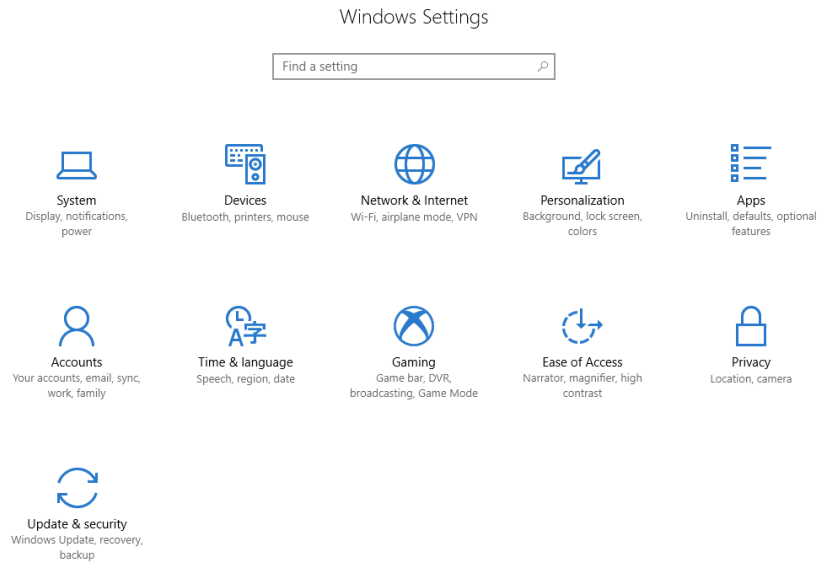 Windows Settings
Find a setting
System
Display, notifications,
power
Devices
Bluetooth, printers, mouse
Network & Internet
Wi-Fi, airplane mode, VPN
Personalization
Background, lock screen,
colors
Apps
Uninstall, defaults, optional
features
Accounts
Your accounts, email, sync,
work, family
A字
Time & language
Speech, region, date
Gaming
Game bar, DVR,
broadcasting, Game Mode
Ease of Access
Narrator, magnifier, high
contrast
Privacy
Location, camera
Update & security
Windows Update, recovery,
backup